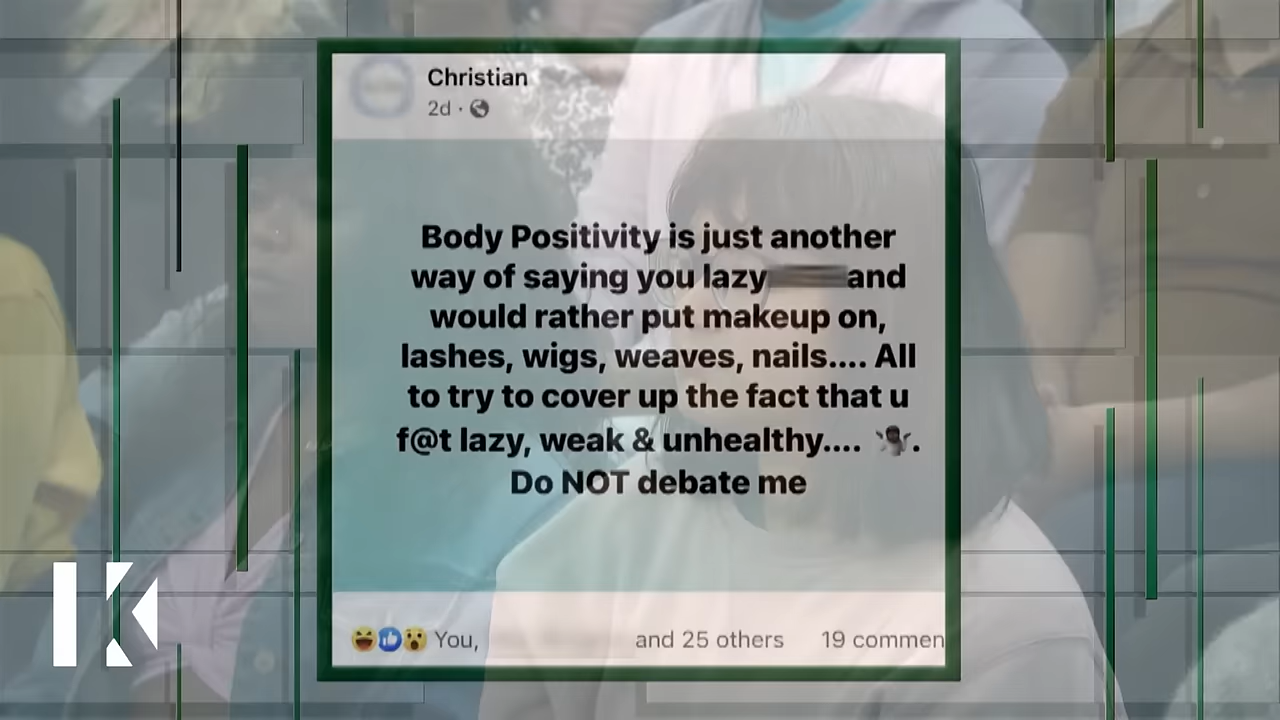 Christian
2d ·
Body Positivity is just another
way of saying you lazy and
would rather put makeup on,
lashes, wigs, weaves, nails.... All
to try to cover up the fact that u
f@t lazy, weak & unhealthy.... 🤷🏿‍♂️.
Do NOT debate me
You, and 25 others 19 commen
K